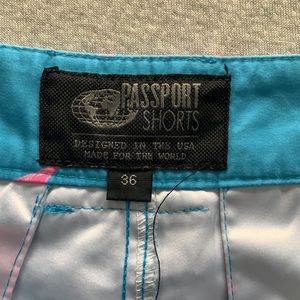 PASSPORT
SHORTS
DESIGNED IN THE USA
MADE FOR THE WORLD
36